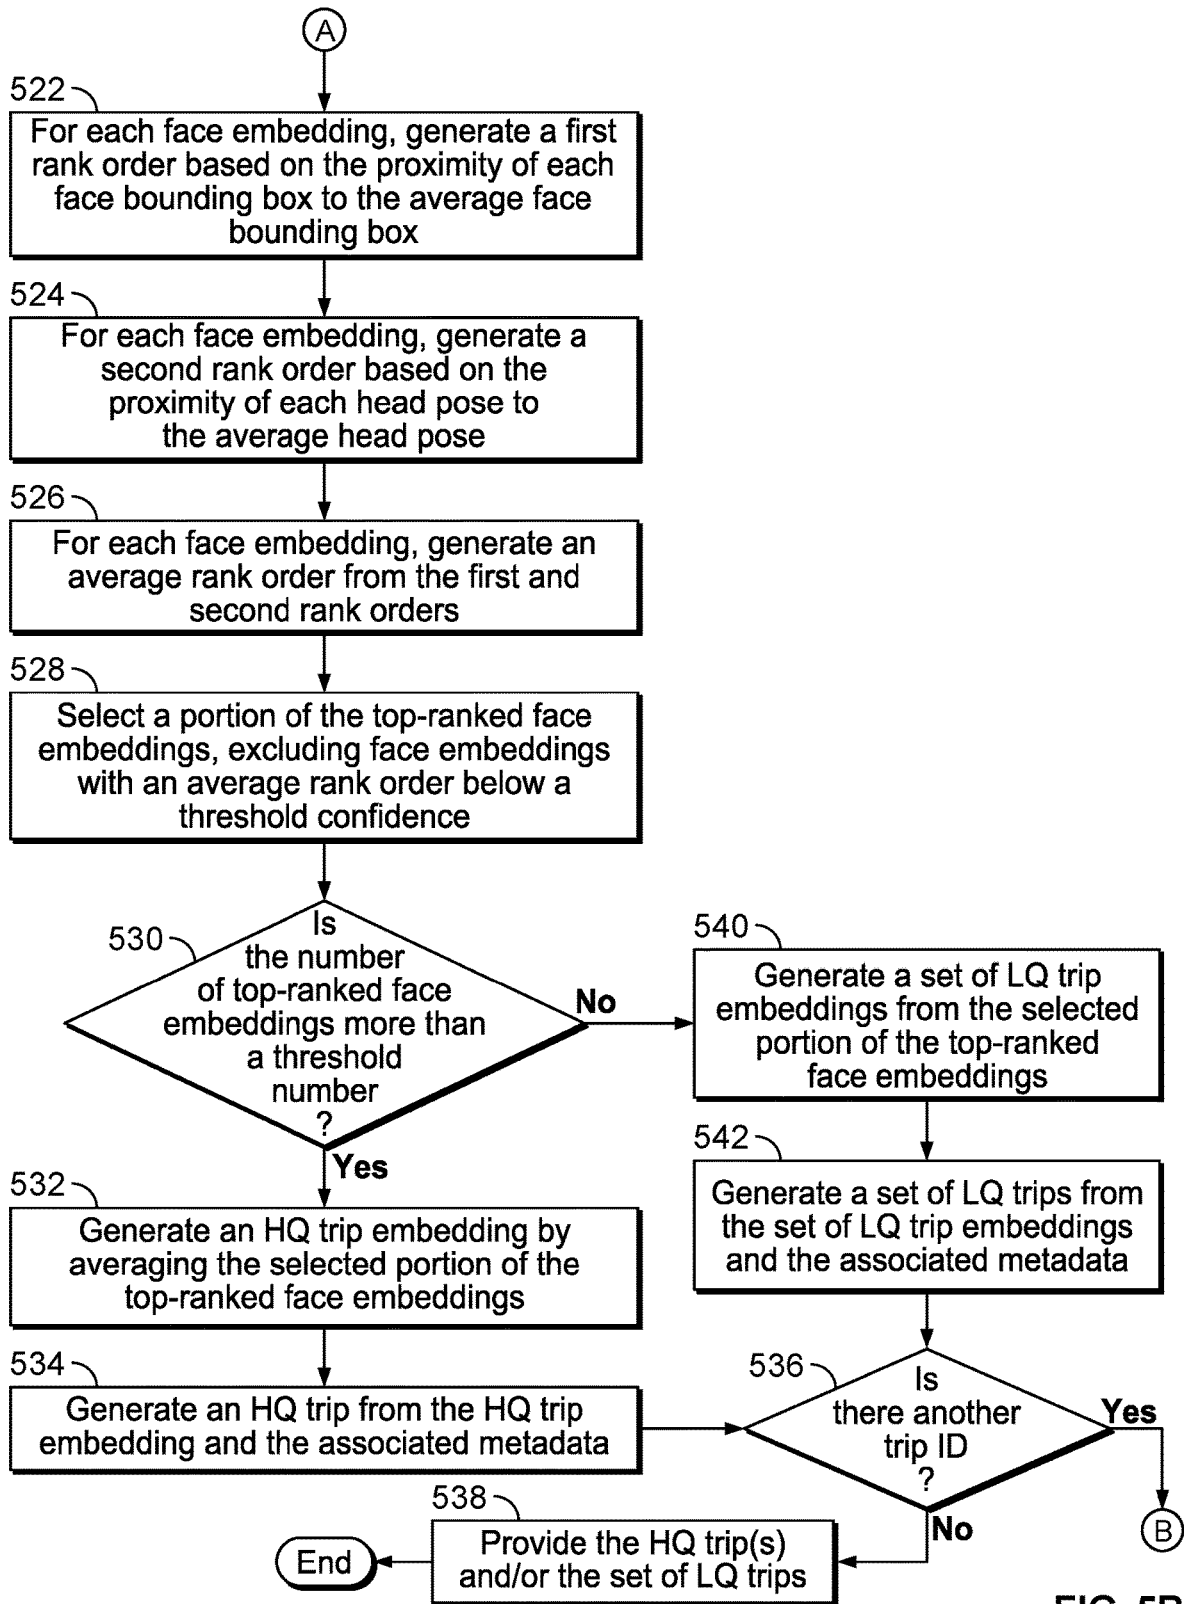 A
522
For each face embedding, generate a first
rank order based on the proximity of each
face bounding box to the average face
bounding box
524
For each face embedding, generate a
second rank order based on the
proximity of each head pose to
the average head pose
526
For each face embedding, generate an
average rank order from the first and
second rank orders
528
Select a portion of the top-ranked face
embeddings, excluding face embeddings
with an average rank order below a
threshold confidence
530
Is
the number
of top-ranked face
embeddings more than
a threshold
number
?
No
Yes
540
Generate a set of LQ trip
embeddings from the selected
portion of the top-ranked
face embeddings
542
Generate a set of LQ trips from
the set of LQ trip embeddings
and the associated metadata
532
Generate an HQ trip embedding by
averaging the selected portion of the
top-ranked face embeddings
534
Generate an HQ trip from the HQ trip
embedding and the associated metadata
536
Is
there another
trip ID
?
Yes
No
B
538
Provide the HQ trip(s)
and/or the set of LQ trips
End
FIG. 5B